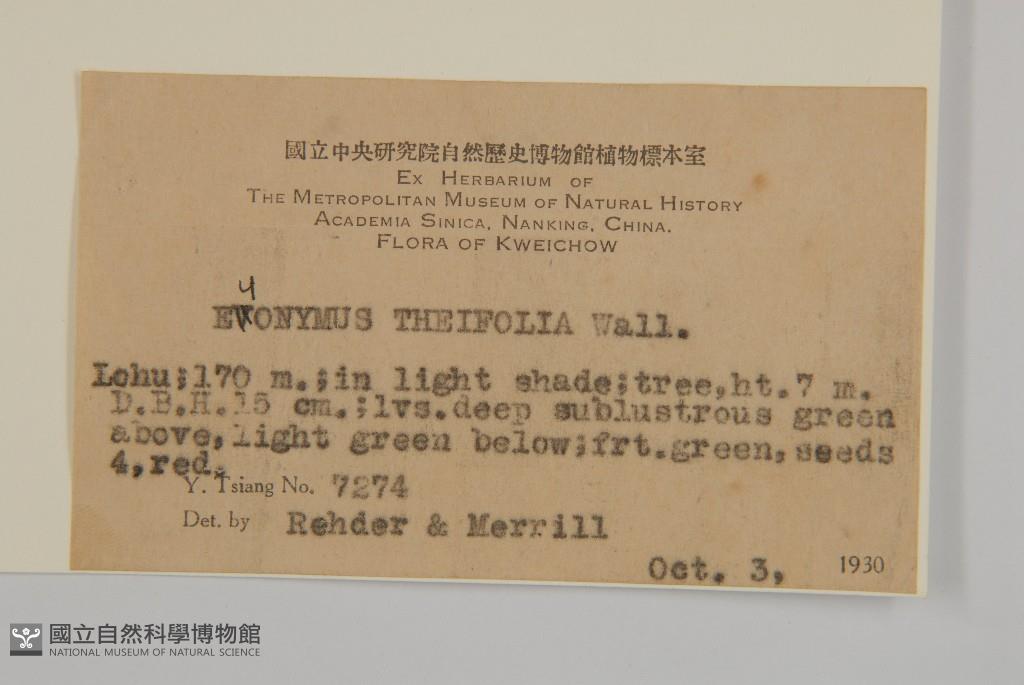 國立中央研究院自然歷史博物館植物標本室
EX HERBARIUM OF
THE METROPOLITAN MUSEUM OF NATURAL HISTORY
ACADEMIA SINICA, NANKING, CHINA.
FLORA OF KWEICHOW
u
EVONYMUS THEIFOLIA Wall.
Lohu;170 m.;in light shade;tree,ht.7 m.
D.B.H.15 cm.;lvs.deep sublustrous green
above,light green below;frt.green,seeds
4,red.
Y. Tsiang No. 7274
Det. by Rehder & Merrill
Oct. 3, 1930
國立自然科學博物館
NATIONAL MUSEUM OF NATURAL SCIENCE